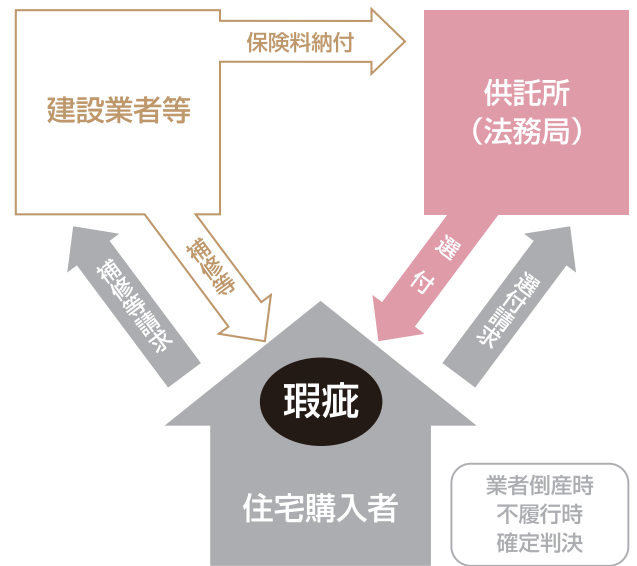 保険料納付
建設業者等
供託所
（法務局）
補修等
還付
補修等請求
還付請求
瑕疵
住宅購入者
業者倒産時
不履行時
確定判決